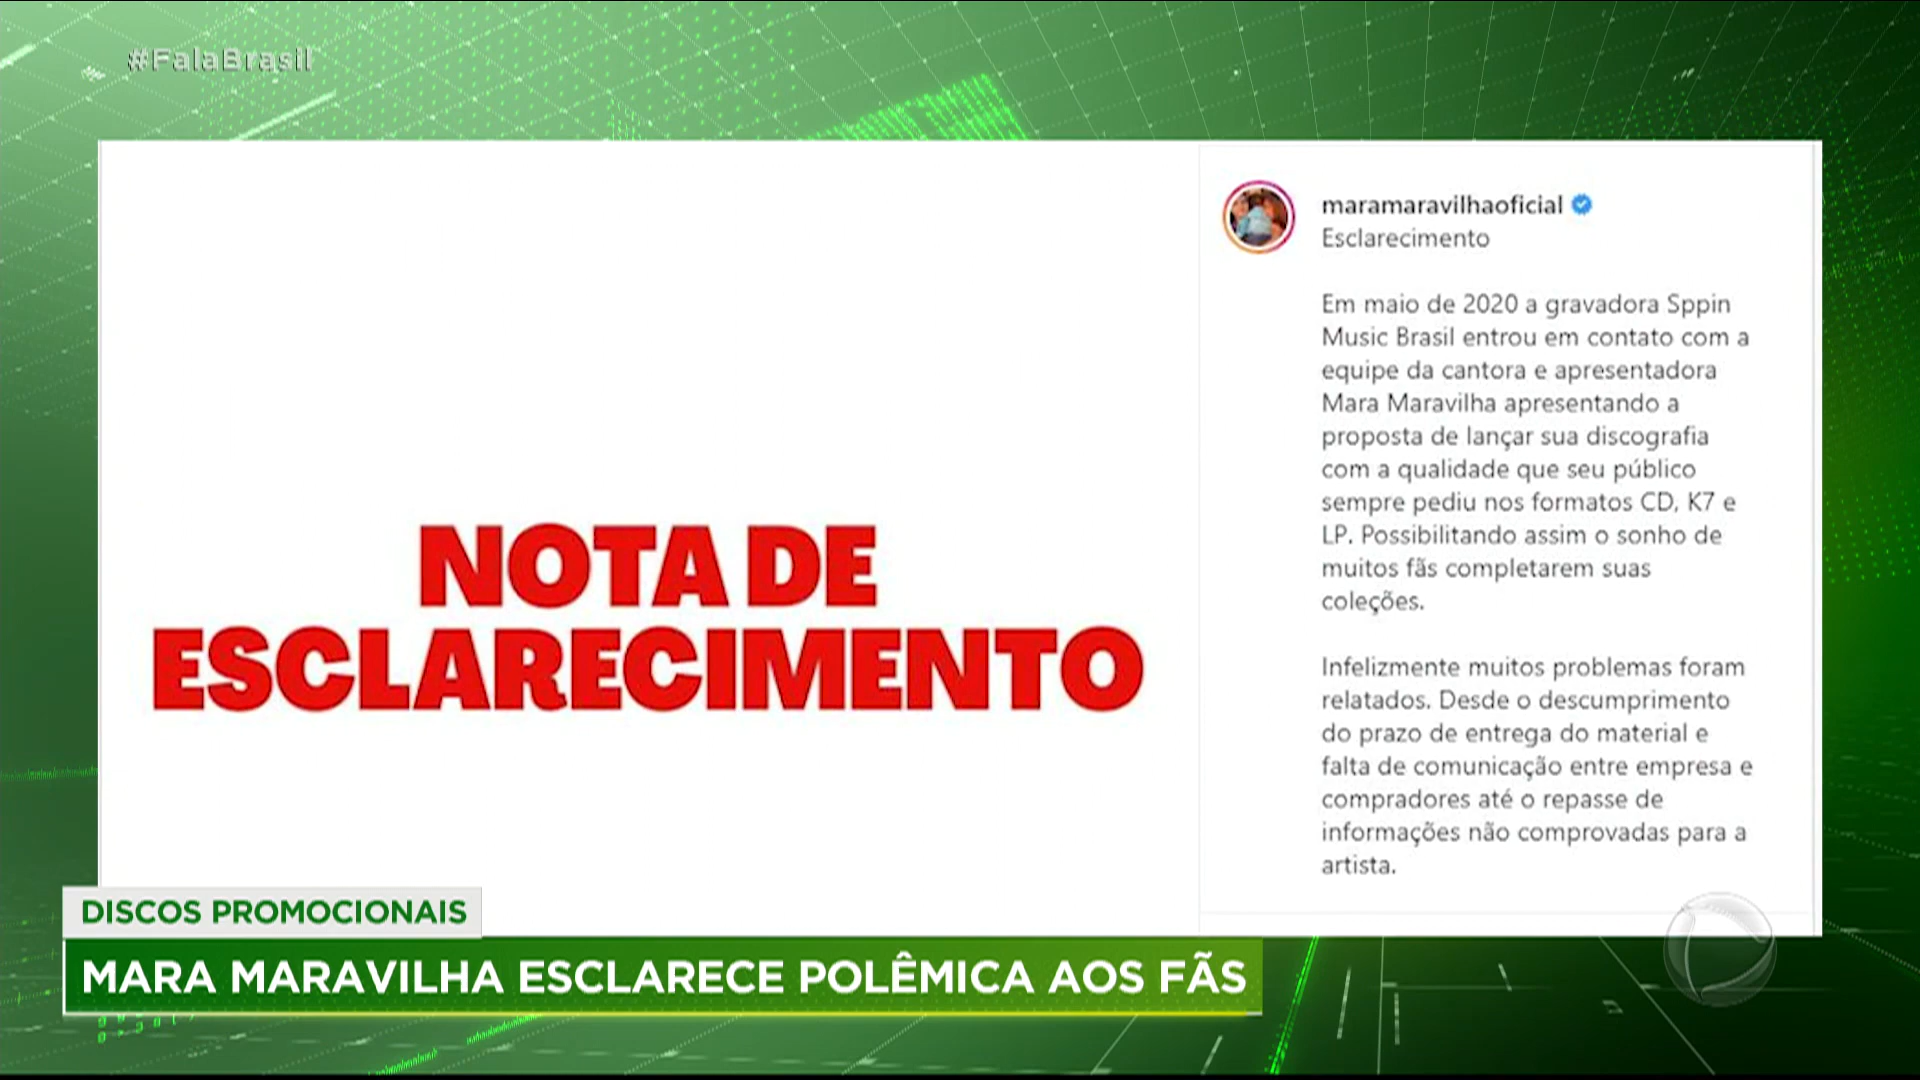 #FalaBrasil
NOTA DE
ESCLARECIMENTO
maramaravilhaoficial
Esclarecimento
Em maio de 2020 a gravadora Sppin
Music Brasil entrou em contato com a
equipe da cantora e apresentadora
Mara Maravilha apresentando a
proposta de lançar sua discografia
com a qualidade que seu público
sempre pediu nos formatos CD, K7 e
LP. Possibilitando assim o sonho de
muitos fãs completarem suas
coleções.
Infelizmente muitos problemas foram
relatados. Desde o descumprimento
do prazo de entrega do material e
falta de comunicação entre empresa e
compradores até o repasse de
informações não comprovadas para a
artista.
DISCOS PROMOCIONAIS
MARA MARAVILHA ESCLARECE POLÊMICA AOS FÃS